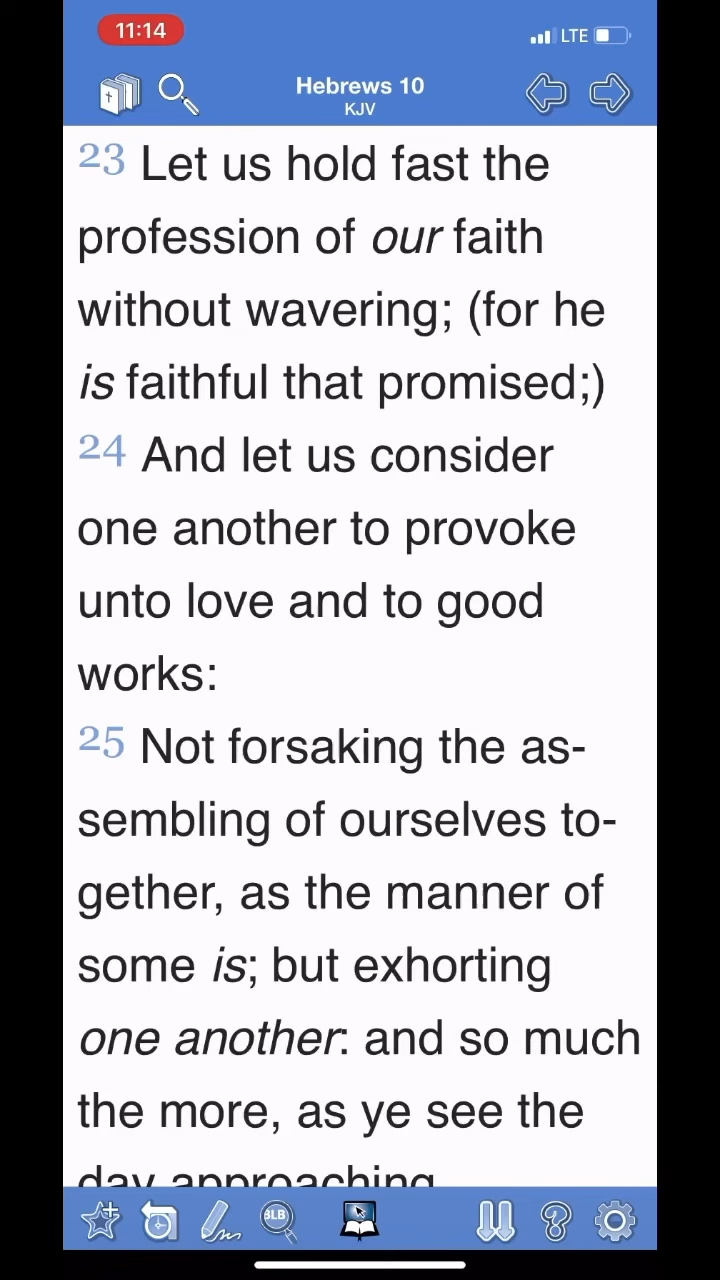 11:14
LTE
Hebrews 10
KJV
23 Let us hold fast the
profession of our faith
without wavering; (for he
is faithful that promised;)
24 And let us consider
one another to provoke
unto love and to good
works:
25 Not forsaking the as-
sembling of ourselves to-
gether, as the manner of
some is; but exhorting
one another: and so much
the more, as ye see the
day approaching
BLB